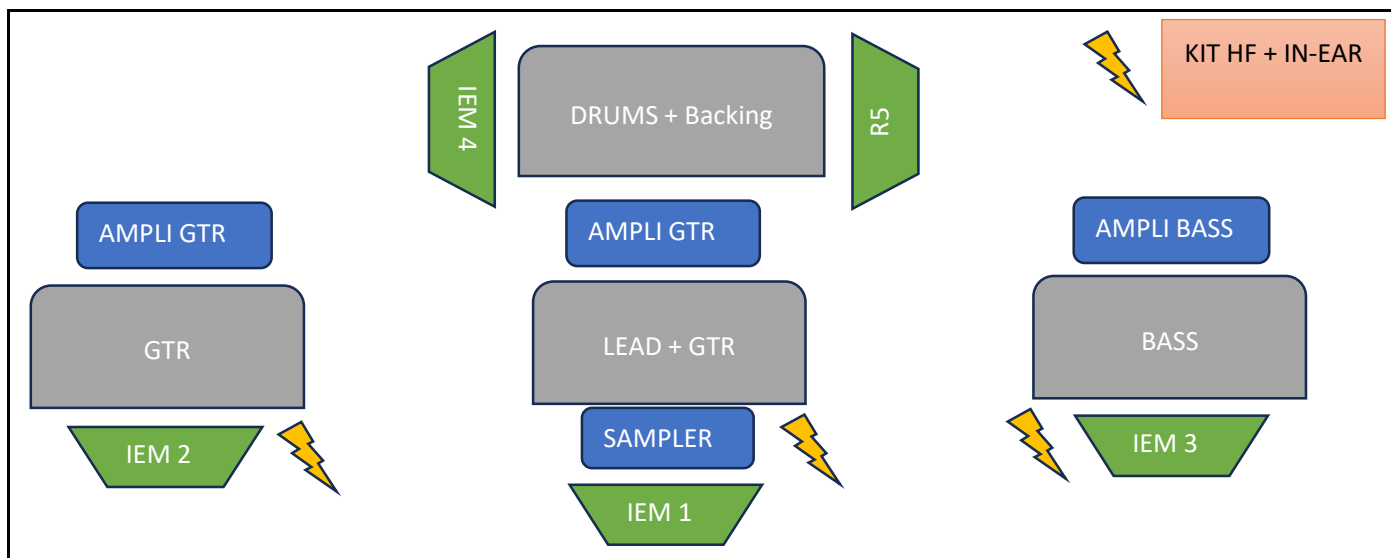 KIT HF + IN-EAR
IEM 4
DRUMS + Backing
R5
AMPLI GTR
AMPLI GTR
AMPLI BASS
GTR
LEAD + GTR
BASS
IEM 2
SAMPLER
IEM 3
IEM 1